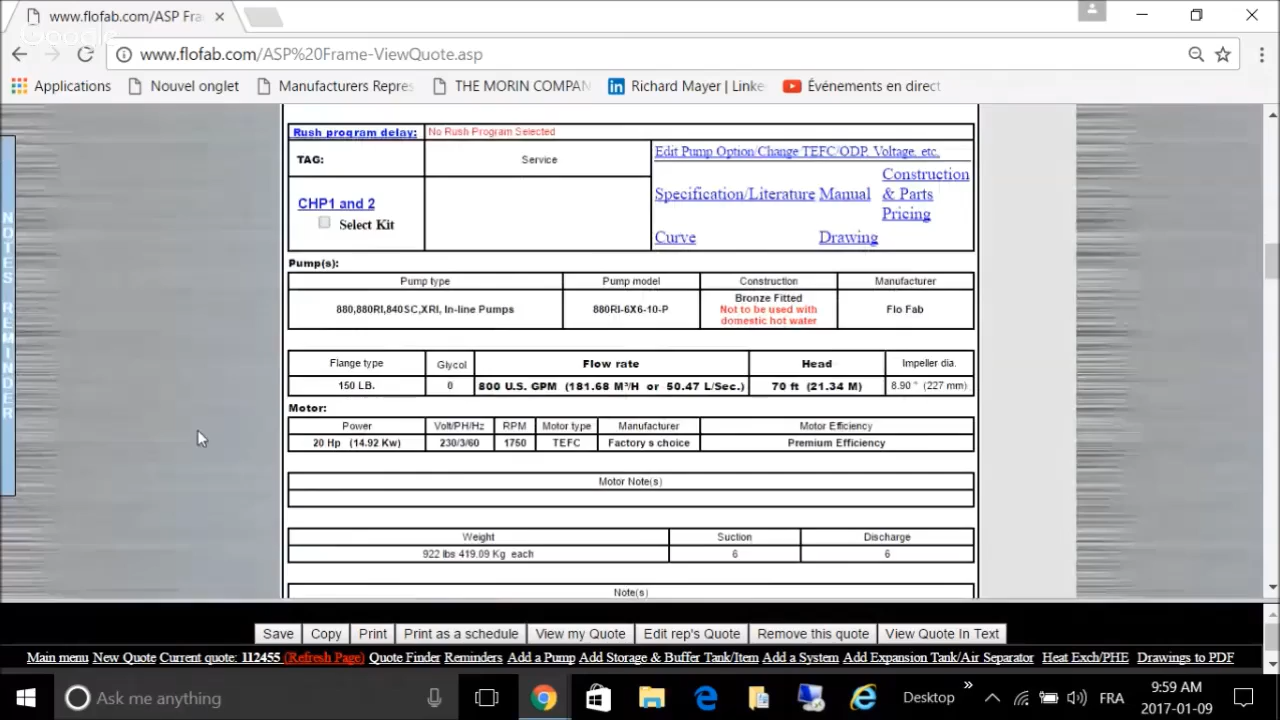 www.flofab.com/ASP Fra
Google
www.flofab.com/ASP%20Frame-ViewQuote.asp
Applications Nouvel onglet Manufacturers Repres THE MORIN COMPAN Richard Mayer | Linke Événements en direct
NOTES REMINDER
Rush program delay: No Rush Program Selected
TAG: Service Edit Pump Option/Change TEFC/ODP, Voltage, etc.
CHP1 and 2
Select Kit
Specification/Literature Manual Construction & Parts Pricing
Curve Drawing
Pump(s):
Pump type Pump model Construction Manufacturer
880,880RI,840SC,XRI, In-line Pumps 880RI-6X6-10-P Bronze Fitted Not to be used with domestic hot water Flo Fab
Flange type Glycol Flow rate Head Impeller dia.
150 LB. 0 800 U.S. GPM (181.68 M³/H or 50.47 L/Sec.) 70 ft (21.34 M) 8.90 " (227 mm)
Motor:
Power Volt/PH/Hz RPM Motor type Manufacturer Motor Efficiency
20 Hp (14.92 Kw) 230/3/60 1750 TEFC Factory s choice Premium Efficiency
Motor Note(s)
Weight Suction Discharge
922 lbs 419.09 Kg each 6 6
Note(s)
Save Copy Print Print as a schedule View my Quote Edit rep's Quote Remove this quote View Quote In Text
Main menu New Quote Current quote: 112455 (Refresh Page) Quote Finder Reminders Add a Pump Add Storage & Buffer Tank/Item Add a System Add Expansion Tank/Air Separator Heat Exch/PHE Drawings to PDF
Ask me anything Desktop » FRA 9:59 AM
2017-01-09